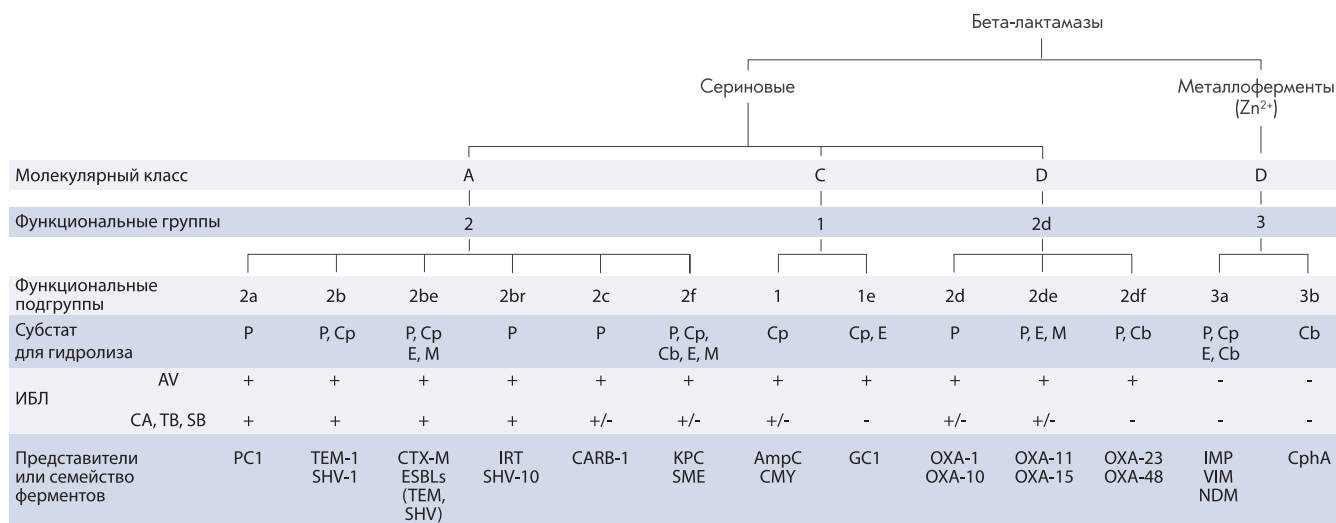 Бета-лактамазы
Сериновые
Металлоферменты
(Zn²⁺)
Молекулярный класс A C D D
Функциональные группы 2 1 2d 3
Функциональные
подгруппы 2a 2b 2be 2br 2c 2f 1 1e 2d 2de 2df 3a 3b
Субстат P P, Cp P, Cp P P P, Cp, Cp Cp, E P P, E, M P, Cb P, Cp Cb
для гидролиза E, M Cb, E, M E, Cb
ИБЛ
AV + + + + + + + + + + + - -
CA, TB, SB + + + + +/- +/- +/- - +/- +/- - - -
Представители PC1 TEM-1 CTX-M IRT CARB-1 KPC AmpC GC1 OXA-1 OXA-11 OXA-23 IMP CphA
или семейство SHV-1 ESBLs SHV-10 SME CMY OXA-10 OXA-15 OXA-48 VIM
ферментов (TEM, NDM
SHV)